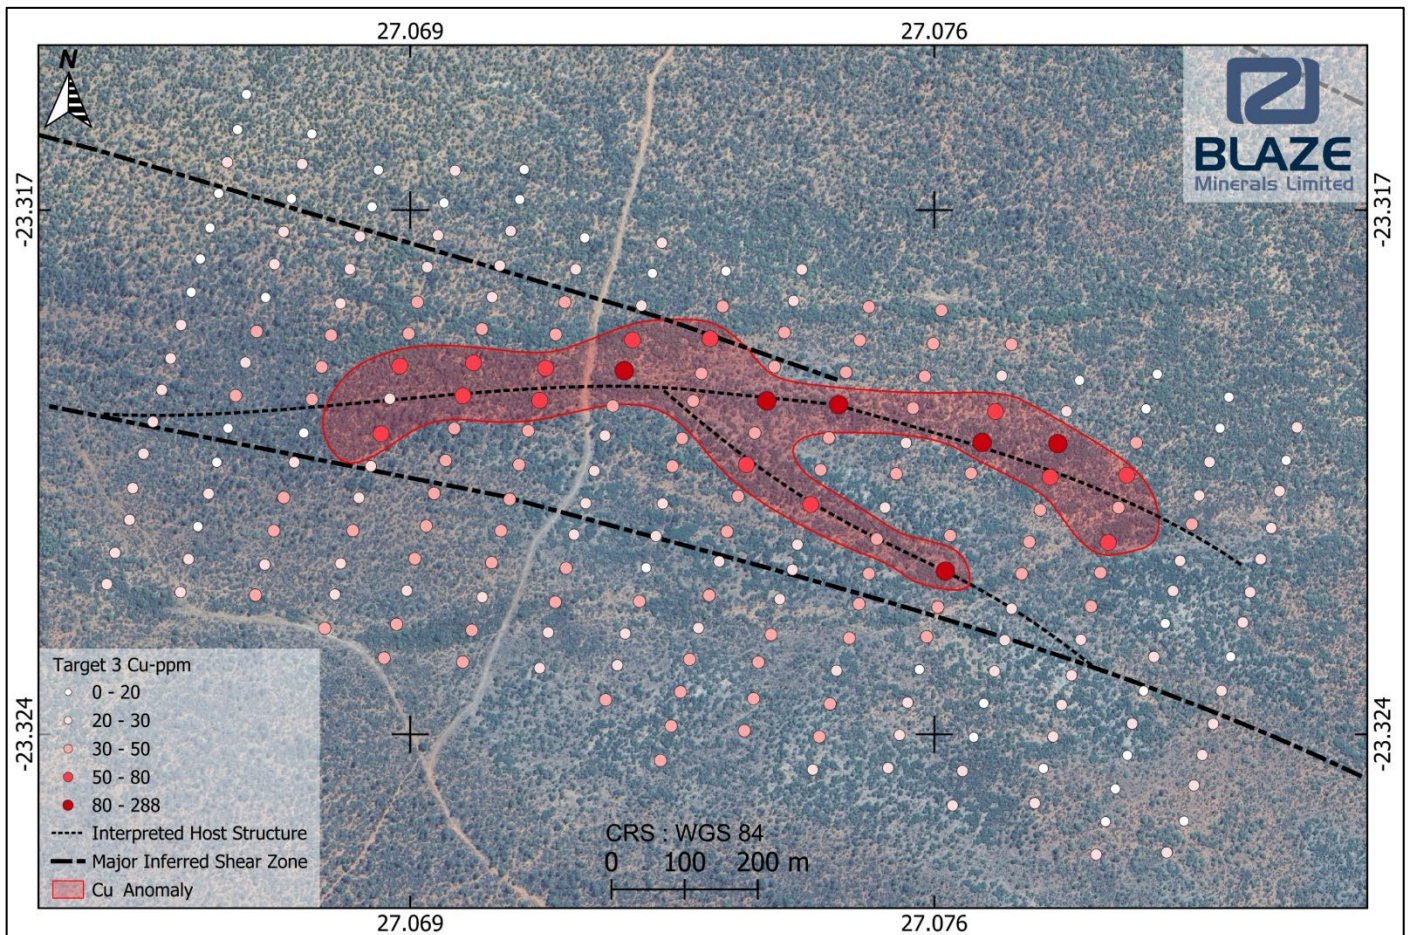 27.069
27.076
N
BLAZE
Minerals Limited
-23.317
-23.317
-23.324
-23.324
Target 3 Cu-ppm
0 - 20
20 - 30
30 - 50
50 - 80
80 - 288
Interpreted Host Structure
Major Inferred Shear Zone
Cu Anomaly
CRS : WGS 84
0 100 200 m
27.069
27.076